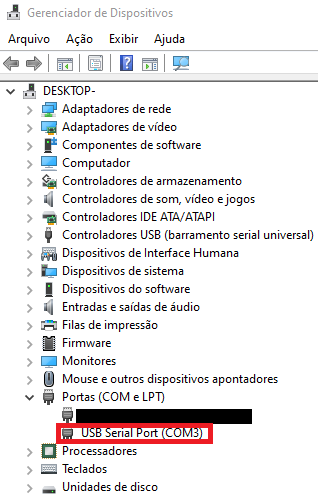 Gerenciador de Dispositivos
Arquivo Ação Exibir Ajuda
DESKTOP-
Adaptadores de rede
Adaptadores de vídeo
Componentes de software
Computador
Controladores de armazenamento
Controladores de som, vídeo e jogos
Controladores IDE ATA/ATAPI
Controladores USB (barramento serial universal)
Dispositivos de Interface Humana
Dispositivos de sistema
Dispositivos do software
Entradas e saídas de áudio
Filas de impressão
Firmware
Monitores
Mouse e outros dispositivos apontadores
Portas (COM e LPT)
USB Serial Port (COM3)
Processadores
Teclados
Unidades de disco